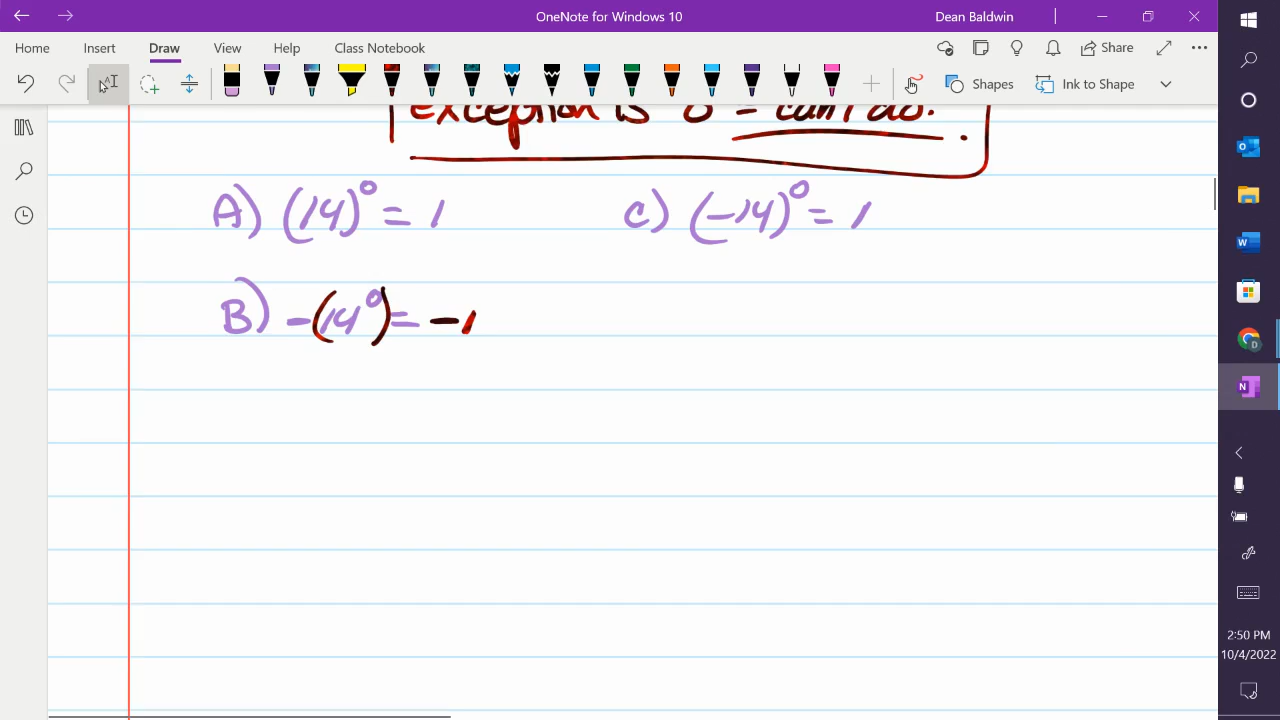 OneNote for Windows 10
Dean Baldwin
Home Insert Draw View Help Class Notebook
Share
Shapes
Ink to Shape
exception is 0 = can't do.
A) (14)⁰ = 1
C) (-14)⁰ = 1
B) -(14⁰) = -1
2:50 PM
10/4/2022